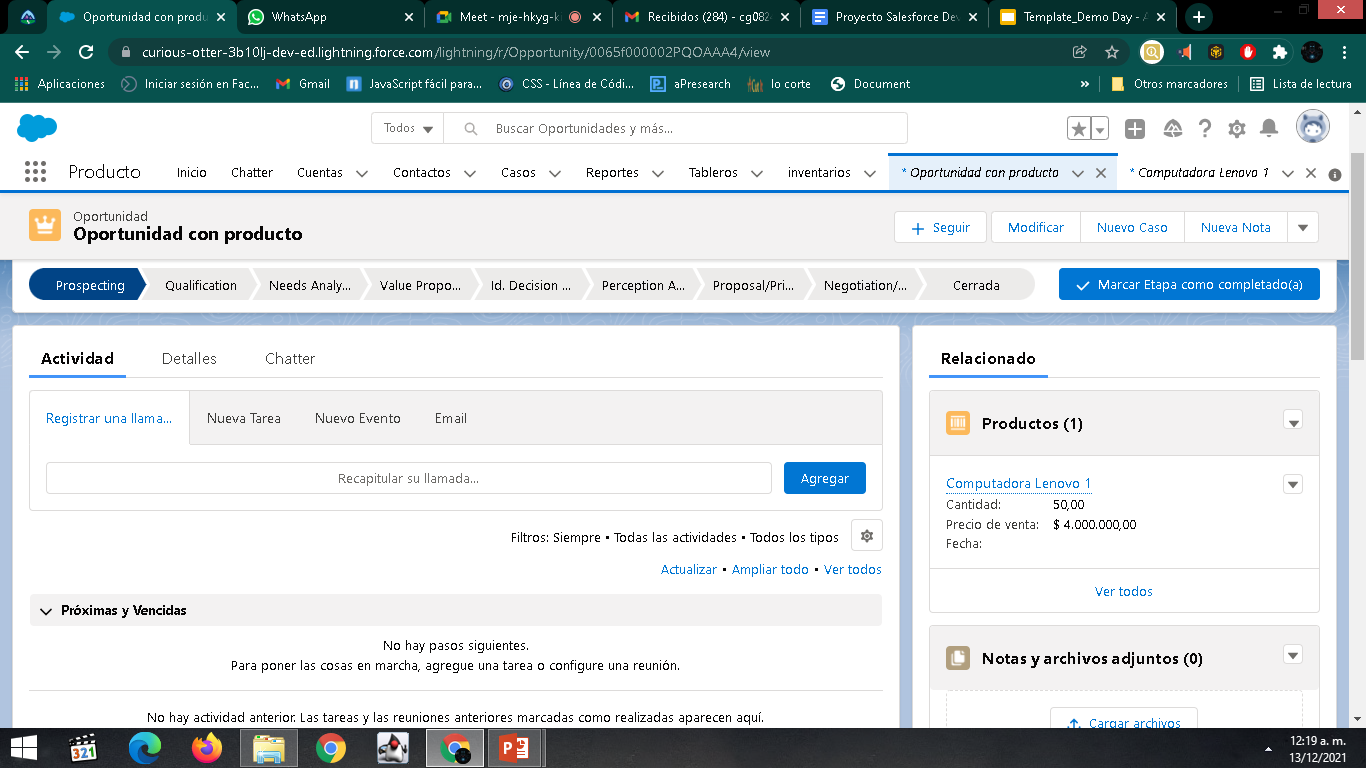 Oportunidad con produ
WhatsApp
Meet - mje-hkyg-k
Recibidos (284) - cg082
Proyecto Salesforce De
Template_Demo Day - A
curious-otter-3b10lj-dev-ed.lightning.force.com/lightning/r/Opportunity/0065f000002PQOAAA4/view
Aplicaciones
Iniciar sesión en Fac...
Gmail
JavaScript fácil para...
CSS - Línea de Códi...
aPresearch
lo corte
Document
»
Otros marcadores
Lista de lectura
Todos
Buscar Oportunidades y más...
Producto
Inicio
Chatter
Cuentas
Contactos
Casos
Reportes
Tableros
inventarios
* Oportunidad con producto
* Computadora Lenovo 1
Oportunidad
Oportunidad con producto
Seguir
Modificar
Nuevo Caso
Nueva Nota
Prospecting
Qualification
Needs Analy...
Value Propo...
Id. Decision ...
Perception A...
Proposal/Pri...
Negotiation/...
Cerrada
Marcar Etapa como completado(a)
Actividad
Detalles
Chatter
Registrar una llama...
Nueva Tarea
Nuevo Evento
Email
Recapitular su llamada...
Agregar
Filtros: Siempre • Todas las actividades • Todos los tipos
Actualizar • Ampliar todo • Ver todos
Próximas y Vencidas
No hay pasos siguientes.
Para poner las cosas en marcha, agregue una tarea o configure una reunión.
No hay actividad anterior. Las tareas y las reuniones anteriores marcadas como realizadas aparecen aquí.
Relacionado
Productos (1)
Computadora Lenovo 1
Cantidad: 50,00
Precio de venta: $ 4.000.000,00
Fecha:
Ver todos
Notas y archivos adjuntos (0)
Cargar archivos
321
12:19 a. m.
13/12/2021